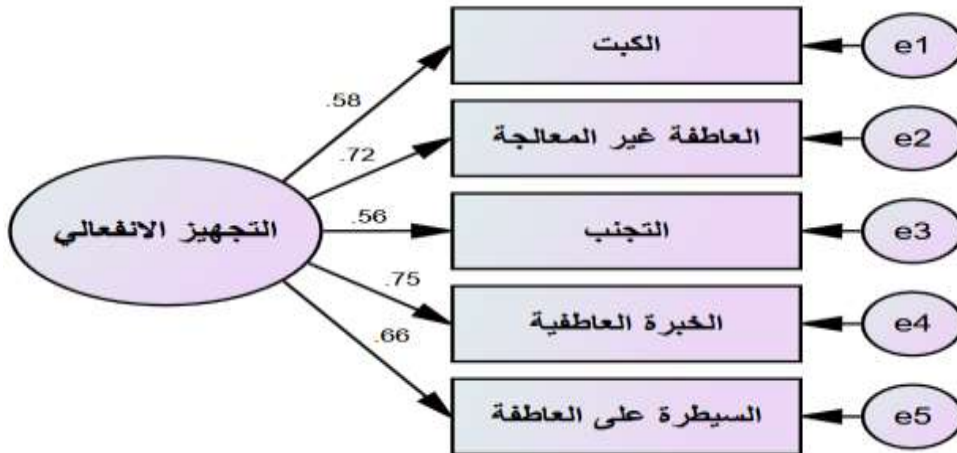 الكبت
e1
.58
العاطفة غير المعالجة
e2
.72
التجهيز الانفعالي
.56
التجنب
e3
.75
الخبرة العاطفية
e4
.66
السيطرة على العاطفة
e5